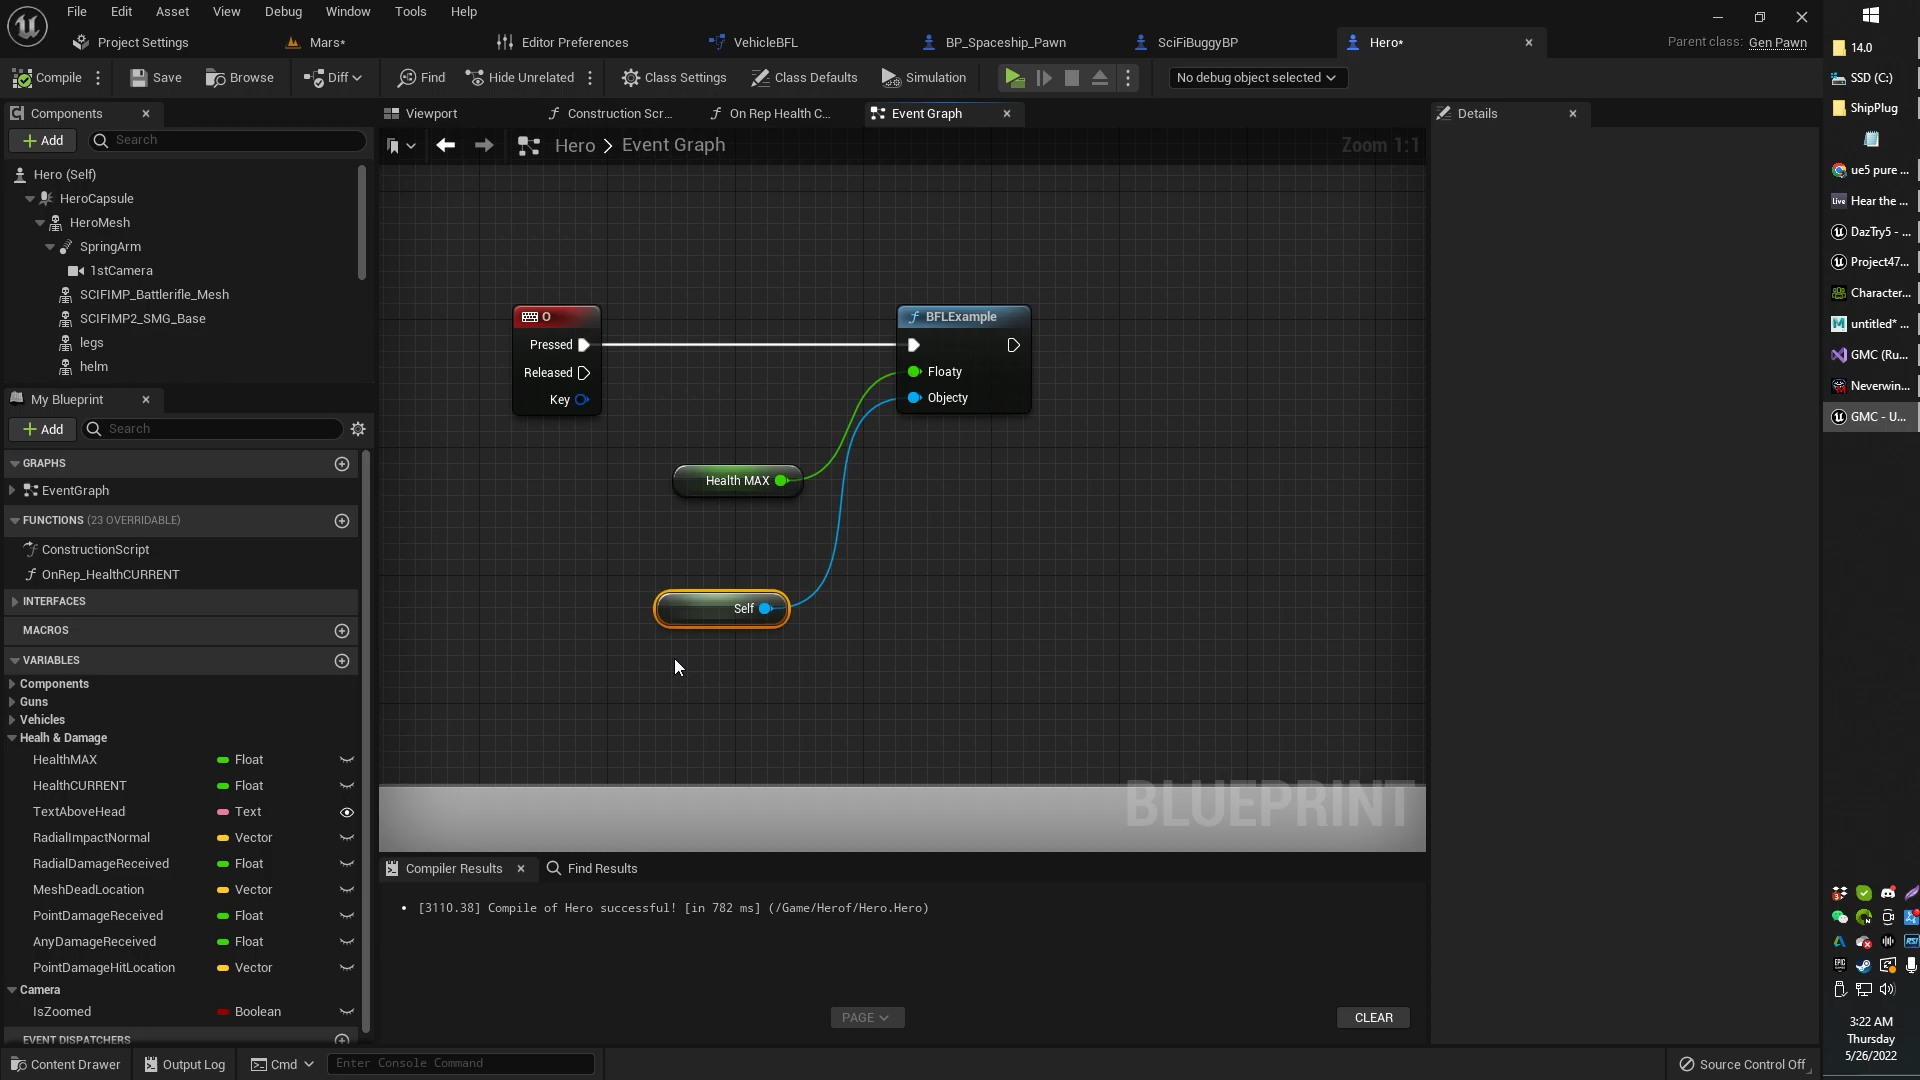 File Edit Asset View Debug Window Tools Help
Project Settings Mars* Editor Preferences VehicleBFL BP_Spaceship_Pawn SciFiBuggyBP Hero* Parent class: Gen Pawn
Compile Save Browse Diff Find Hide Unrelated Class Settings Class Defaults Simulation No debug object selected
Components
Add Search
Hero (Self)
HeroCapsule
HeroMesh
SpringArm
1stCamera
SCIFIMP_Battlerifle_Mesh
SCIFIMP2_SMG_Base
legs
helm
My Blueprint
Add Search
GRAPHS
EventGraph
FUNCTIONS (23 OVERRIDABLE)
ConstructionScript
OnRep_HealthCURRENT
INTERFACES
MACROS
VARIABLES
Components
Guns
Vehicles
Healh & Damage
HealthMAX Float
HealthCURRENT Float
TextAboveHead Text
RadialImpactNormal Vector
RadialDamageReceived Float
MeshDeadLocation Vector
PointDamageReceived Float
AnyDamageReceived Float
PointDamageHitLocation Vector
Camera
IsZoomed Boolean
EVENT DISPATCHERS
Viewport Construction Scr... On Rep Health C... Event Graph
Hero > Event Graph Zoom 1:1
O
Pressed
Released
Key
BFLExample
Floaty
Objecty
Health MAX
Self
BLUEPRINT
Compiler Results Find Results
• [3110.38] Compile of Hero successful! [in 782 ms] (/Game/Herof/Hero.Hero)
PAGE CLEAR
Details
Content Drawer Output Log Cmd Enter Console Command Source Control Off
14.0
SSD (C:)
ShipPlug
ue5 pure ...
Live Hear the ...
DazTry5 - ...
Project47...
Character...
untitled* ...
GMC (Ru...
Neverwin...
GMC - U...
3:22 AM
Thursday
5/26/2022